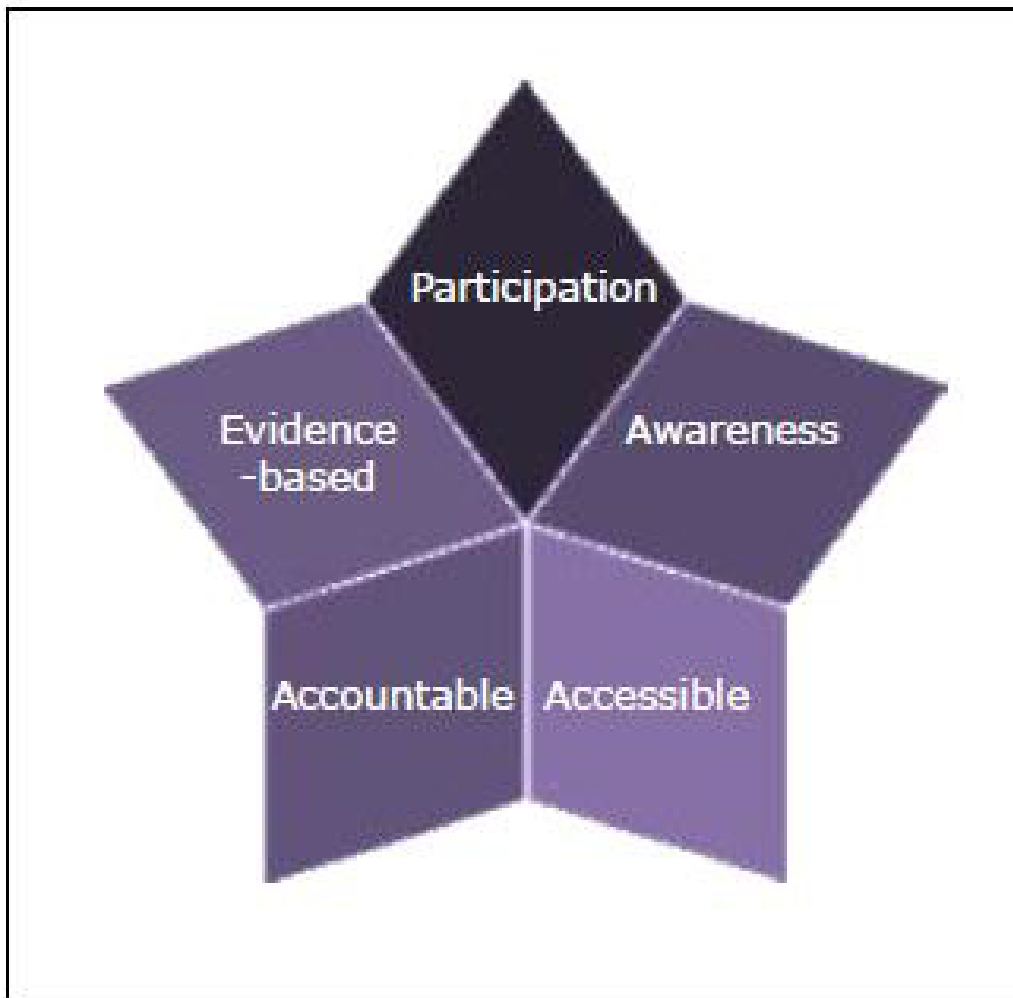 Participation
Evidence
-based
Awareness
Accountable
Accessible